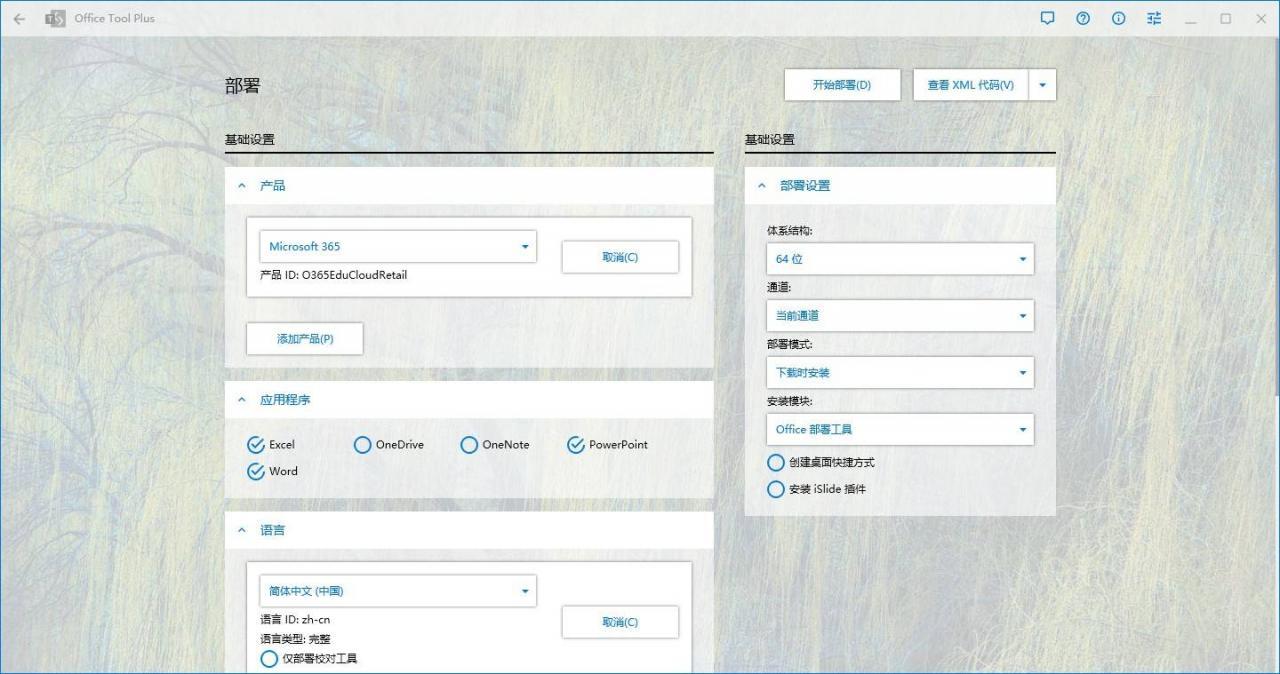 Office Tool Plus
部署
开始部署(D)
查看 XML 代码(V)
基础设置
产品
Microsoft 365
产品 ID: O365EduCloudRetail
取消(C)
添加产品(P)
应用程序
Excel
OneDrive
OneNote
PowerPoint
Word
语言
简体中文 (中国)
语言 ID: zh-cn
语言类型: 完整
仅部署校对工具
取消(C)
基础设置
部署设置
体系结构:
64 位
通道:
当前通道
部署模式:
下载时安装
安装模块:
Office 部署工具
创建桌面快捷方式
安装 iSlide 插件